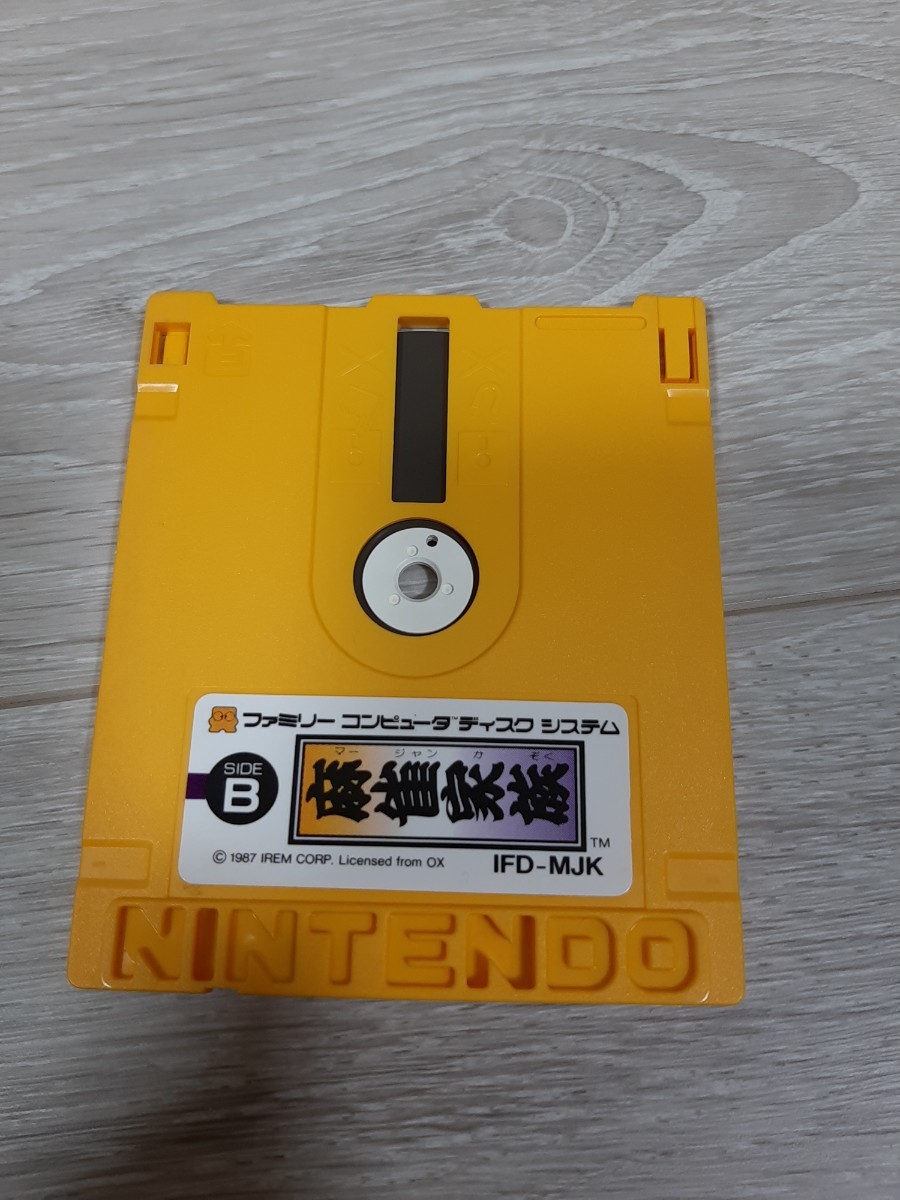 ファミリー コンピュータ™ ディスク システム
SIDE B
マー ジャン か ぞく
麻雀家族
TM
© 1987 IREM CORP. Licensed from OX
IFD-MJK
NINTENDO